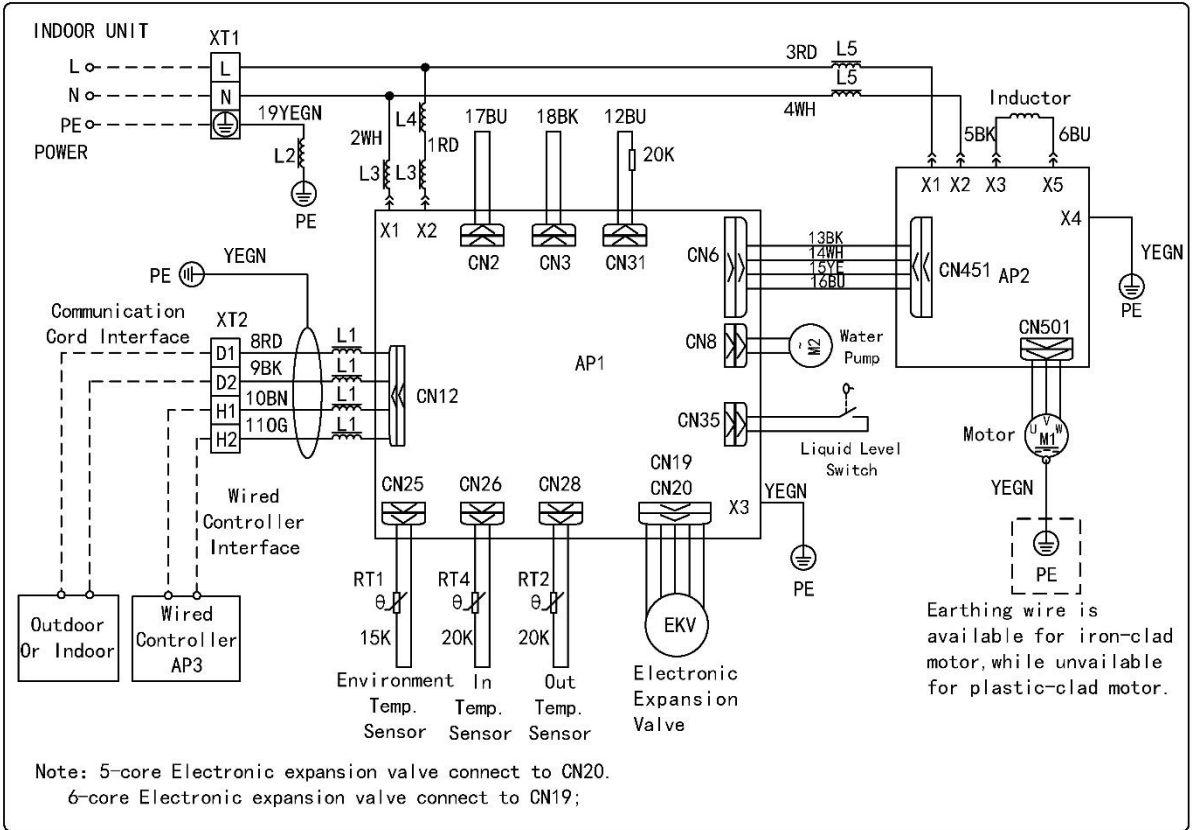 INDOOR UNIT
XT1
L
L
N
N
PE
POWER
19YEGN
L2
PE
2WH
L4
1RD
L3
L3
17BU
18BK
12BU
20K
3RD
L5
L5
4WH
Inductor
5BK
6BU
X1
X2
X3
X5
X4
YEGN
PE
X1
X2
CN2
CN3
CN31
CN6
13BK
14WH
15YE
16BU
CN451
AP2
CN501
YEGN
PE
Communication
Cord Interface
XT2
D1
8RD
L1
D2
9BK
L1
H1
10BN
L1
H2
11OG
L1
CN12
AP1
CN8
~
M2
Water
Pump
CN35
Liquid Level
Switch
Motor
U
V
W
M1
YEGN
PE
Earthing wire is
available for iron-clad
motor,while unvailable
for plastic-clad motor.
Wired
Controller
Interface
CN25
CN26
CN28
CN19
CN20
X3
YEGN
PE
Outdoor
Or Indoor
Wired
Controller
AP3
RT1
θ
15K
RT4
θ
20K
RT2
θ
20K
EKV
Environment
Temp.
Sensor
In
Temp.
Sensor
Out
Temp.
Sensor
Electronic
Expansion
Valve
Note: 5-core Electronic expansion valve connect to CN20.
6-core Electronic expansion valve connect to CN19;